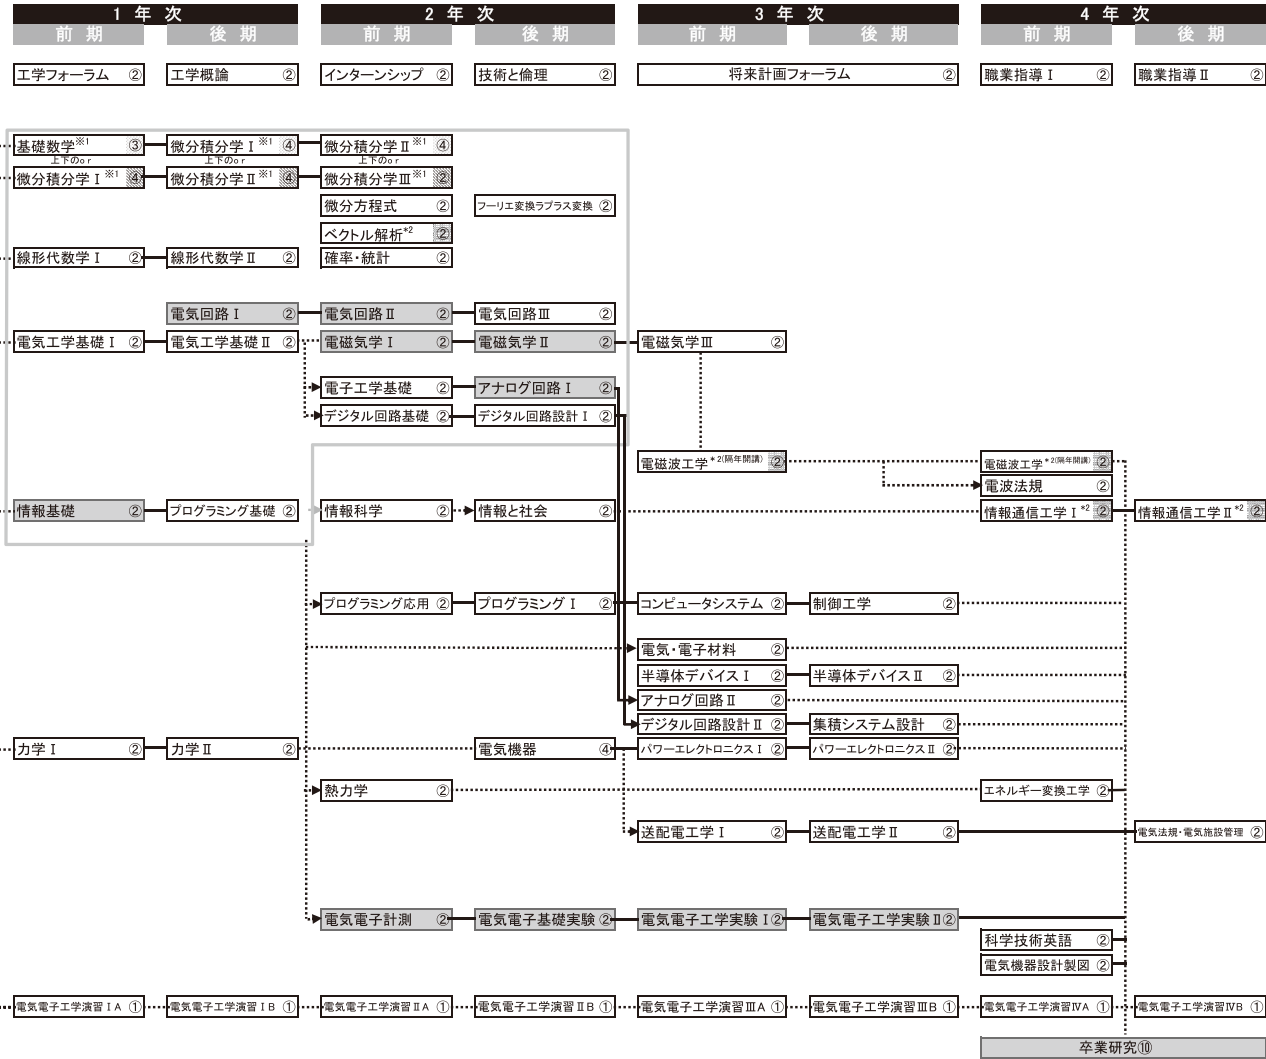 1 年 次 2 年 次 3 年 次 4 年 次
前 期 後 期 前 期 後 期 前 期 後 期 前 期 後 期
工学フォーラム ② 工学概論 ② インターンシップ ② 技術と倫理 ② 将来計画フォーラム ② 職業指導Ⅰ ② 職業指導Ⅱ ②
基礎数学※1 ③ 微分積分学Ⅰ※1 ④ 微分積分学Ⅱ※1 ④
上下のor 上下のor 上下のor
微分積分学Ⅰ※1 ④ 微分積分学Ⅱ※1 ④ 微分積分学Ⅲ※1 ②
微分方程式 ② フーリエ変換ラプラス変換 ②
ベクトル解析*2 ②
線形代数学Ⅰ ② 線形代数学Ⅱ ② 確率・統計 ②
電気回路Ⅰ ② 電気回路Ⅱ ② 電気回路Ⅲ ②
電気工学基礎Ⅰ ② 電気工学基礎Ⅱ ② 電磁気学Ⅰ ② 電磁気学Ⅱ ② 電磁気学Ⅲ ②
電子工学基礎 ② アナログ回路Ⅰ ②
デジタル回路基礎 ② デジタル回路設計Ⅰ ②
電磁波工学*2(隔年開講) ② 電磁波工学*2(隔年開講) ②
電波法規 ②
情報基礎 ② プログラミング基礎 ② 情報科学 ② 情報と社会 ② 情報通信工学Ⅰ*2 ② 情報通信工学Ⅱ*2 ②
プログラミング応用 ② プログラミングⅠ ② コンピュータシステム ② 制御工学 ②
電気・電子材料 ②
半導体デバイスⅠ ② 半導体デバイスⅡ ②
アナログ回路Ⅱ ②
デジタル回路設計Ⅱ ② 集積システム設計 ②
力学Ⅰ ② 力学Ⅱ ② 電気機器 ④ パワーエレクトロニクスⅠ ② パワーエレクトロニクスⅡ ②
熱力学 ② エネルギー変換工学 ②
送配電工学Ⅰ ② 送配電工学Ⅱ ② 電気法規・電気施設管理 ②
電気電子計測 ② 電気電子基礎実験 ② 電気電子工学実験Ⅰ ② 電気電子工学実験Ⅱ ②
科学技術英語 ②
電気機器設計製図 ②
電気電子工学演習ⅠA ① 電気電子工学演習ⅠB ① 電気電子工学演習ⅡA ① 電気電子工学演習ⅡB ① 電気電子工学演習ⅢA ① 電気電子工学演習ⅢB ① 電気電子工学演習ⅣA ① 電気電子工学演習ⅣB ①
卒業研究⑩